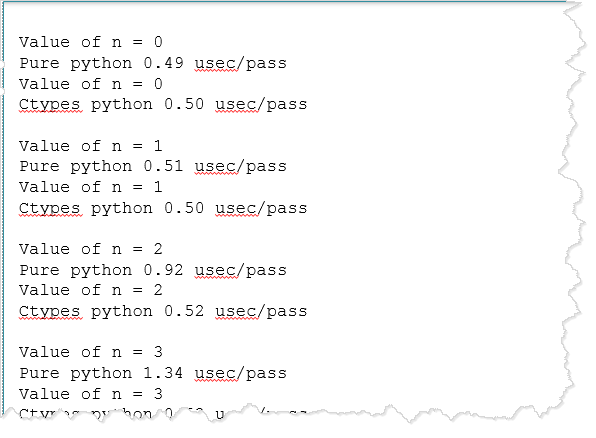 Value of n = 0
Pure python 0.49 usec/pass
Value of n = 0
Ctypes python 0.50 usec/pass
Value of n = 1
Pure python 0.51 usec/pass
Value of n = 1
Ctypes python 0.50 usec/pass
Value of n = 2
Pure python 0.92 usec/pass
Value of n = 2
Ctypes python 0.52 usec/pass
Value of n = 3
Pure python 1.34 usec/pass
Value of n = 3
Ctypes python